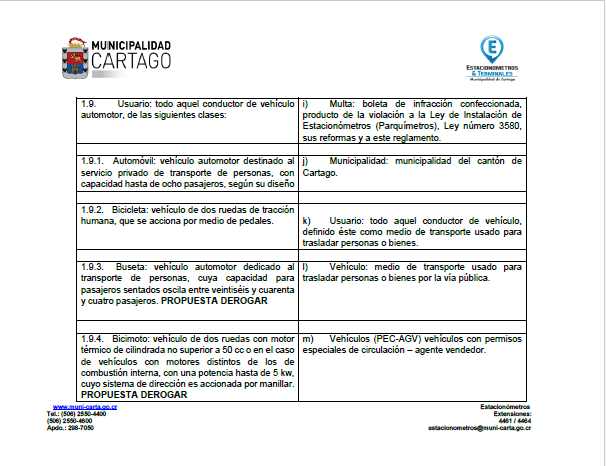 MUNICIPALIDAD
CARTAGO
ESTACIONOMETROS
& TERMINALES
Municipalidad de Cartago
1.9. Usuario: todo aquel conductor de vehículo
automotor, de las siguientes clases:
i) Multa: boleta de infracción confeccionada,
producto de la violación a la Ley de Instalación de
Estacionómetros (Parquímetros), Ley número 3580,
sus reformas y a este reglamento.
1.9.1. Automóvil: vehículo automotor destinado al
servicio privado de transporte de personas, con
capacidad hasta de ocho pasajeros, según su diseño
j) Municipalidad: municipalidad del cantón de
Cartago.
1.9.2. Bicicleta: vehículo de dos ruedas de tracción
humana, que se acciona por medio de pedales.
k) Usuario: todo aquel conductor de vehículo,
definido éste como medio de transporte usado para
trasladar personas o bienes.
1.9.3. Buseta: vehículo automotor dedicado al
transporte de personas, cuya capacidad para
pasajeros sentados oscila entre veintiséis y cuarenta
y cuatro pasajeros. PROPUESTA DEROGAR
l) Vehículo: medio de transporte usado para
trasladar personas o bienes por la vía pública.
1.9.4. Bicimoto: vehículo de dos ruedas con motor
térmico de cilindrada no superior a 50 cc o en el caso
de vehículos con motores distintos de los de
combustión interna, con una potencia hasta de 5 kw,
cuyo sistema de dirección es accionada por manillar.
PROPUESTA DEROGAR
m) Vehículos (PEC-AGV) vehículos con permisos
especiales de circulación – agente vendedor.
www.muni-carta.go.cr
Tel.: (506) 2550-4400
(506) 2550-4600
Apdo.: 298-7050
Estacionómetros
Extensiones:
4461 / 4464
estacionometros@muni-carta.go.cr